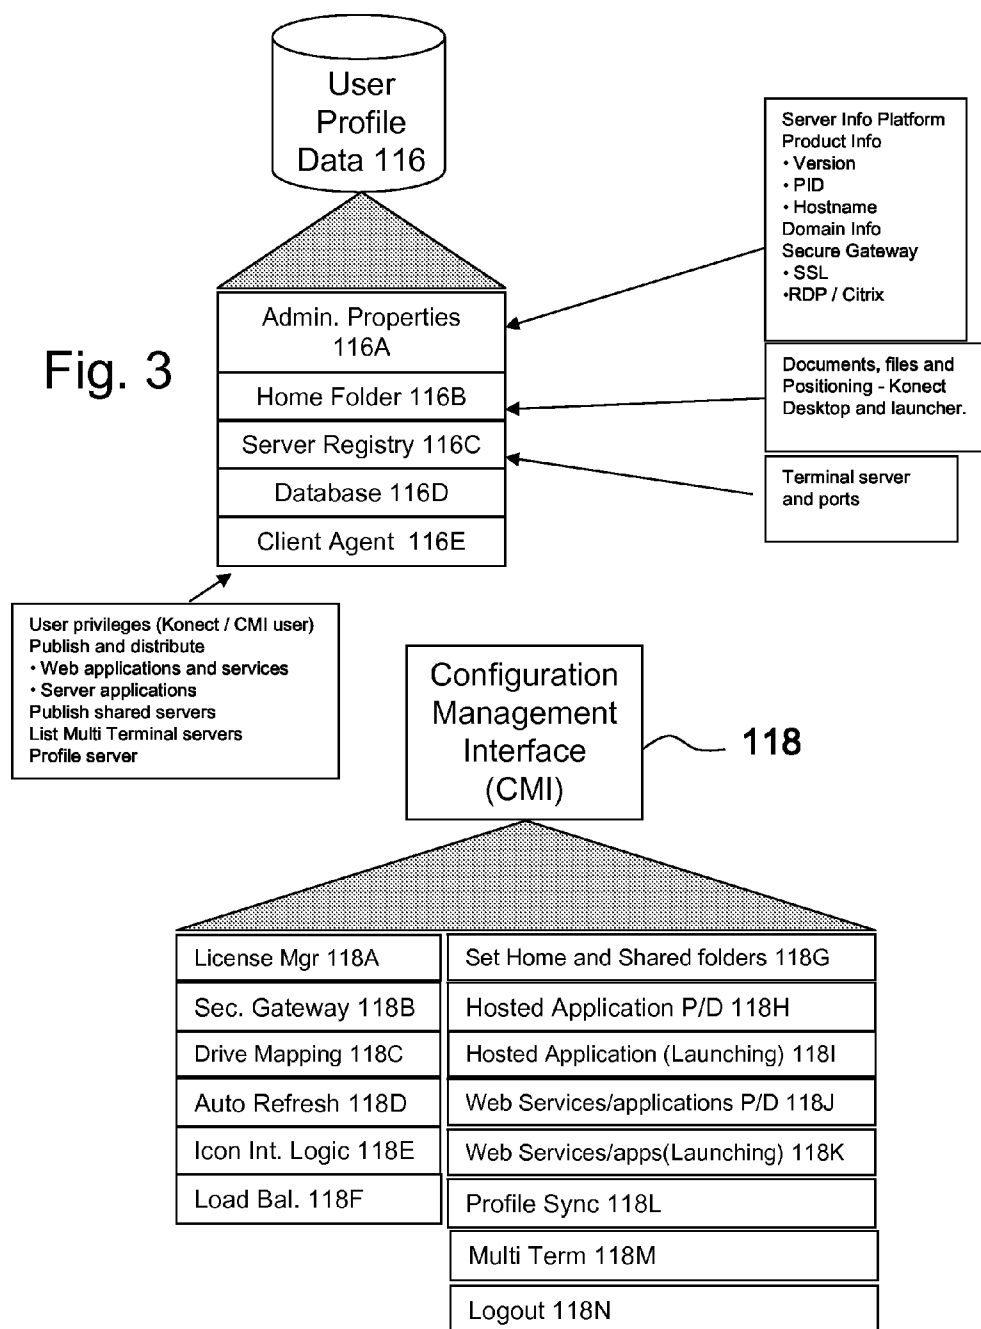 User
Profile
Data 116
Server Info Platform
Product Info
• Version
• PID
• Hostname
Domain Info
Secure Gateway
• SSL
•RDP / Citrix
Admin. Properties
116A
Fig. 3
Home Folder 116B
Documents, files and
Positioning - Konect
Desktop and launcher.
Server Registry 116C
Terminal server
and ports
Database 116D
Client Agent 116E
User privileges (Konect / CMI user)
Publish and distribute
• Web applications and services
• Server applications
Publish shared servers
List Multi Terminal servers
Profile server
Configuration
Management
Interface
(CMI)
118
License Mgr 118A
Sec. Gateway 118B
Drive Mapping 118C
Auto Refresh 118D
Icon Int. Logic 118E
Load Bal. 118F
Set Home and Shared folders 118G
Hosted Application P/D 118H
Hosted Application (Launching) 118I
Web Services/applications P/D 118J
Web Services/apps(Launching) 118K
Profile Sync 118L
Multi Term 118M
Logout 118N